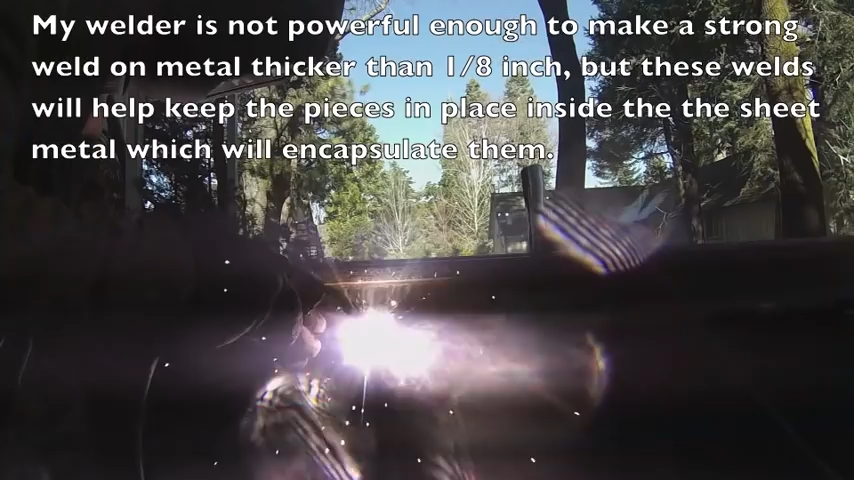 My welder is not powerful enough to make a strong
weld on metal thicker than 1/8 inch, but these welds
will help keep the pieces in place inside the the sheet
metal which will encapsulate them.